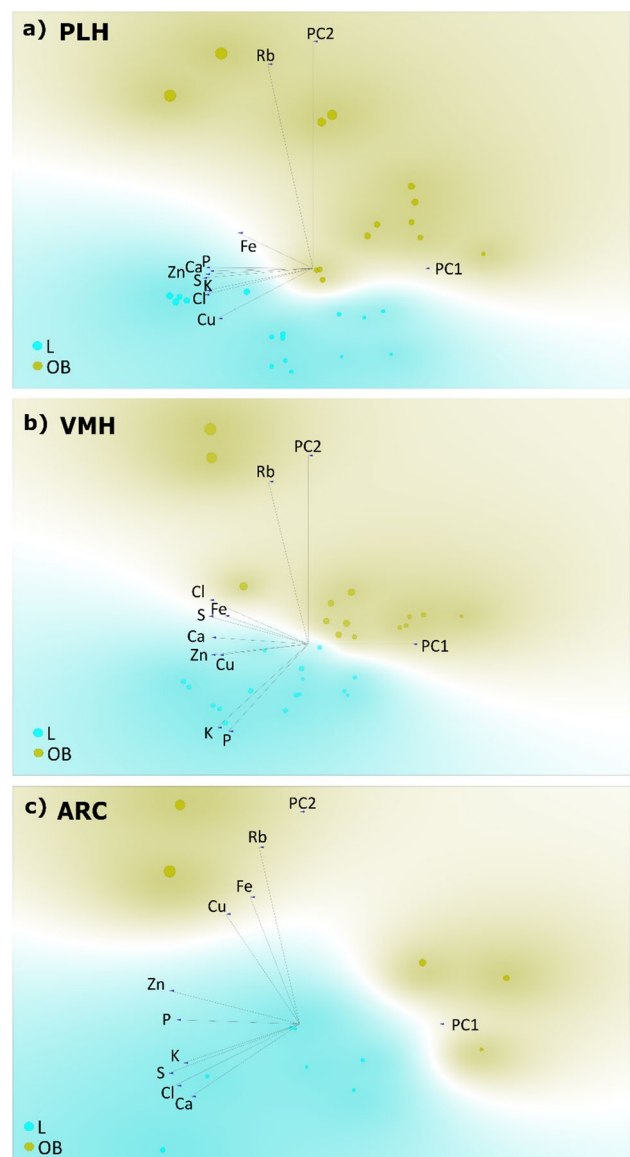 a) PLH
PC2
Rb
Fe
P
Ca
Zn
S
K
Cl
Cu
PC1
L
OB
b) VMH
PC2
Rb
Cl
Fe
S
Ca
Zn
Cu
K
P
PC1
L
OB
c) ARC
PC2
Rb
Fe
Cu
Zn
P
K
S
Cl
Ca
PC1
L
OB